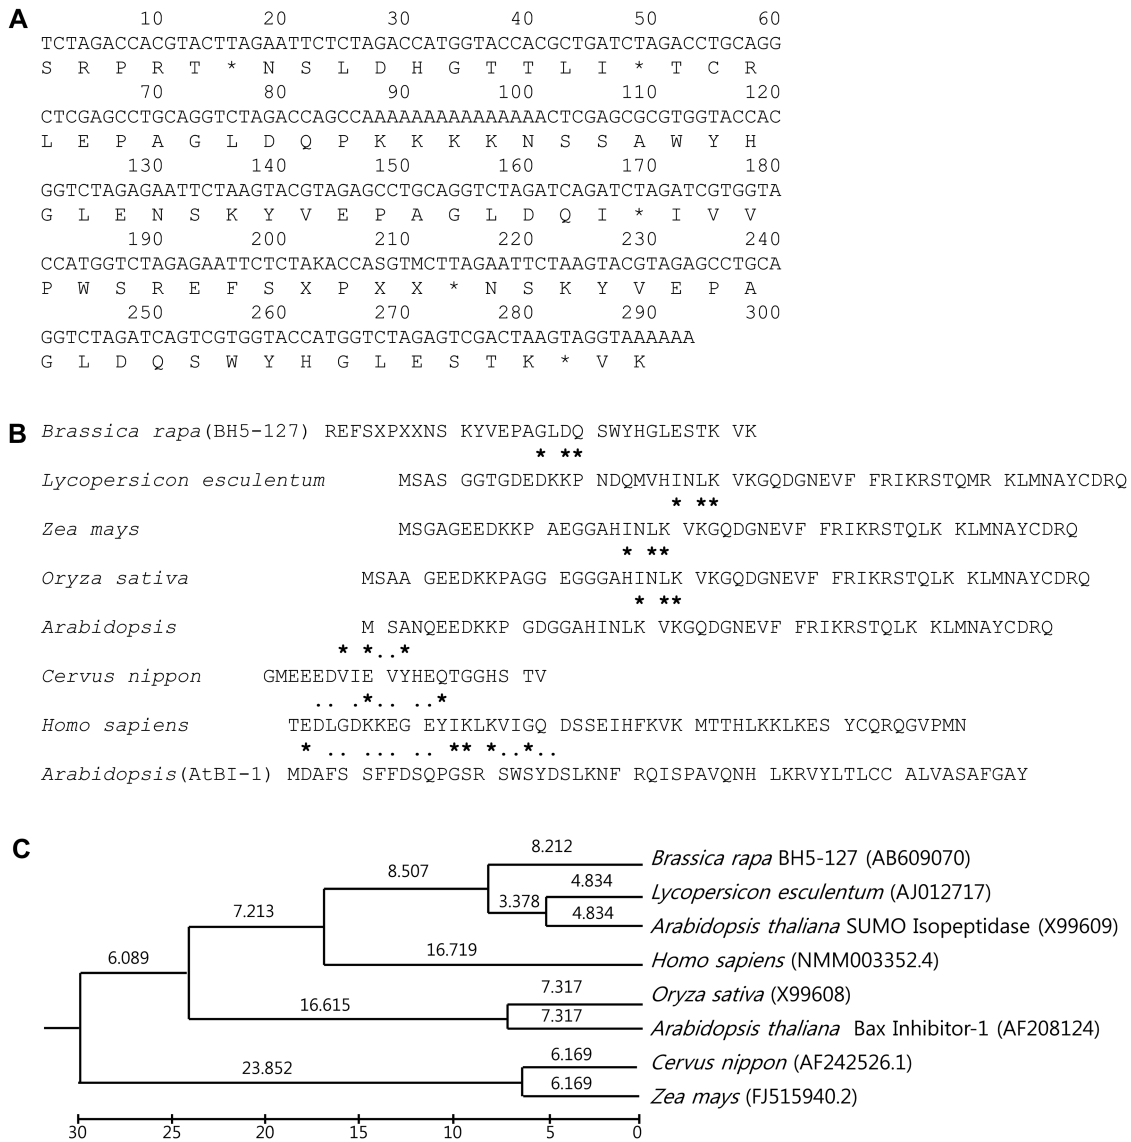 A
10 20 30 40 50 60
TCTAGACCACGTACTTAGAATTCTCTAGACCATGGTACCACGCTGATCTAGACCTGCAGG
S R P R T * N S L D H G T T L I * T C R
70 80 90 100 110 120
CTCGAGCCTGCAGGTCTAGACCAGCCAAAAAAAAAAAAAAACTCGAGCGCGTGGTACCAC
L E P A G L D Q P K K K K N S S A W Y H
130 140 150 160 170 180
GGTCTAGAGAATTCTAAGTACGTAGAGCCTGCAGGTCTAGATCAGATCTAGATCGTGGTA
G L E N S K Y V E P A G L D Q I * I V V
190 200 210 220 230 240
CCATGGTCTAGAGAATTCTCTAKACCASGTMCTTAGAATTCTAAGTACGTAGAGCCTGCA
P W S R E F S X P X X * N S K Y V E P A
250 260 270 280 290 300
GGTCTAGATCAGTCGTGGTACCATGGTCTAGAGTCGACTAAGTAGGTAAAAAA
G L D Q S W Y H G L E S T K * V K
B
Brassica rapa(BH5-127) REFSXPXXNS KYVEPAGLDQ SWYHGLESTK VK
* **
Lycopersicon esculentum MSAS GGTGDEDKKP NDQMVHINLK VKGQDGNEVF FRIKRSTQMR KLMNAYCDRQ
* **
Zea mays MSGAGEEDKKP AEGGAHINLK VKGQDGNEVF FRIKRSTQLK KLMNAYCDRQ
* **
Oryza sativa MSAA GEEDKKPAGG EGGGAHINLK VKGQDGNEVF FRIKRSTQLK KLMNAYCDRQ
* **
Arabidopsis M SANQEEDKKP GDGGAHINLK VKGQDGNEVF FRIKRSTQLK KLMNAYCDRQ
* *..*
Cervus nippon GMEEEDVIE VYHEQTGGHS TV
.. .*.. ..*
Homo sapiens TEDLGDKKEG EYIKLKVIGQ DSSEIHFKVK MTTHLKKLKES YCQRQGVPMN
* .. ... .. ** *..*..
Arabidopsis(AtBI-1) MDAFS SFFDSQPGSR SWSYDSLKNF RQISPAVQNH LKRVYLTLCC ALVASAFGAY
C
8.212
Brassica rapa BH5-127 (AB609070)
8.507
4.834
Lycopersicon esculentum (AJ012717)
3.378
7.213
4.834
Arabidopsis thaliana SUMO Isopeptidase (X99609)
6.089
16.719
Homo sapiens (NMM003352.4)
7.317
Oryza sativa (X99608)
16.615
7.317
Arabidopsis thaliana Bax Inhibitor-1 (AF208124)
6.169
Cervus nippon (AF242526.1)
23.852
6.169
Zea mays (FJ515940.2)
30 25 20 15 10 5 0